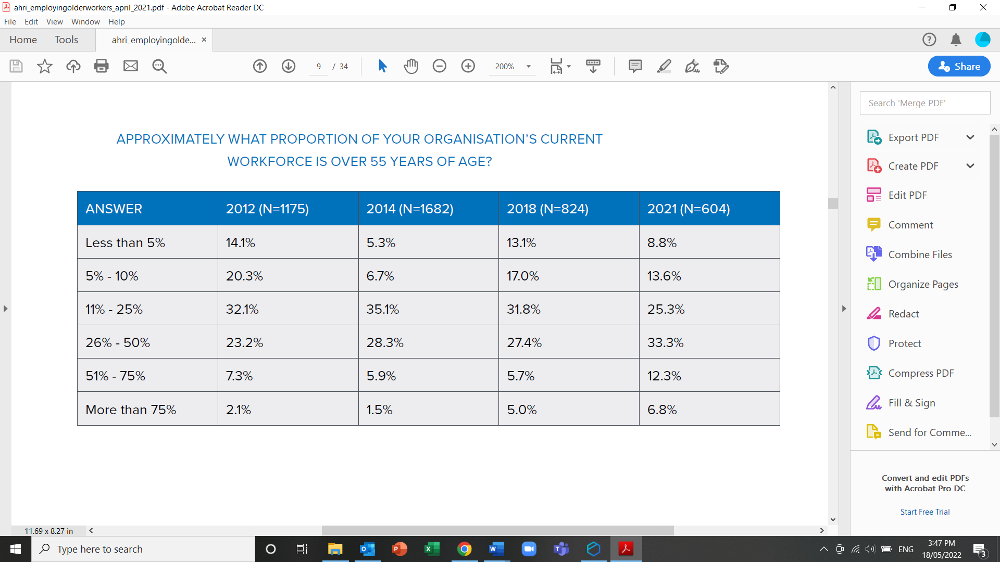 ahri_employingolderworkers_april_2021.pdf - Adobe Acrobat Reader DC
File Edit View Window Help
Home Tools ahri_employingolde... ×
9 / 34 200% Share
Search 'Merge PDF'
APPROXIMATELY WHAT PROPORTION OF YOUR ORGANISATION'S CURRENT
WORKFORCE IS OVER 55 YEARS OF AGE?
ANSWER 2012 (N=1175) 2014 (N=1682) 2018 (N=824) 2021 (N=604)
Less than 5% 14.1% 5.3% 13.1% 8.8%
5% - 10% 20.3% 6.7% 17.0% 13.6%
11% - 25% 32.1% 35.1% 31.8% 25.3%
26% - 50% 23.2% 28.3% 27.4% 33.3%
51% - 75% 7.3% 5.9% 5.7% 12.3%
More than 75% 2.1% 1.5% 5.0% 6.8%
Export PDF
Create PDF
Edit PDF
Comment
Combine Files
Organize Pages
Redact
Protect
Compress PDF
Fill & Sign
Send for Comme...
Convert and edit PDFs
with Acrobat Pro DC
Start Free Trial
11.69 x 8.27 in
Type here to search
ENG
3:47 PM
18/05/2022
3